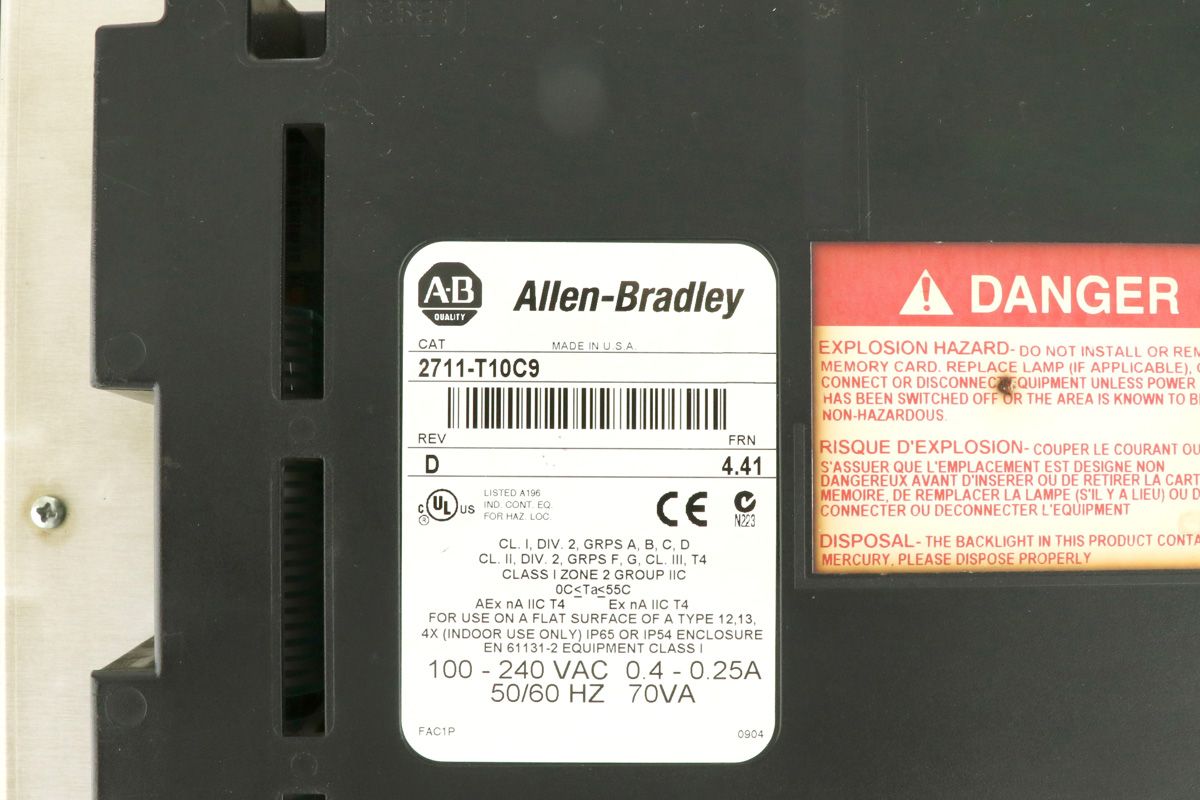 A-B
QUALITY
Allen-Bradley
CAT
MADE IN U.S.A.
2711-T10C9
REV
FRN
D
4.41
c UL US
LISTED A196
IND. CONT. EQ.
FOR HAZ. LOC.
CE
N223
CL. I, DIV. 2, GRPS A, B, C, D
CL. II, DIV. 2, GRPS F, G, CL. III, T4
CLASS I ZONE 2 GROUP IIC
0C≤Ta≤55C
AEx nA IIC T4 Ex nA IIC T4
FOR USE ON A FLAT SURFACE OF A TYPE 12,13,
4X (INDOOR USE ONLY) IP65 OR IP54 ENCLOSURE
EN 61131-2 EQUIPMENT CLASS I
100 - 240 VAC 0.4 - 0.25A
50/60 HZ 70VA
FAC1P
0904
DANGER
EXPLOSION HAZARD- DO NOT INSTALL OR REM
MEMORY CARD. REPLACE LAMP (IF APPLICABLE),
CONNECT OR DISCONNECT EQUIPMENT UNLESS POWER
HAS BEEN SWITCHED OFF OR THE AREA IS KNOWN TO B
NON-HAZARDOUS.
RISQUE D'EXPLOSION- COUPER LE COURANT OU
S'ASSURER QUE L'EMPLACEMENT EST DESIGNE NON
DANGEREUX AVANT D'INSERER OU DE RETIRER LA CART
MEMOIRE, DE REMPLACER LA LAMPE (S'IL Y A LIEU) OU D
CONNECTER OU DECONNECTER L'EQUIPMENT
DISPOSAL- THE BACKLIGHT IN THIS PRODUCT CONTA
MERCURY, PLEASE DISPOSE PROPERLY